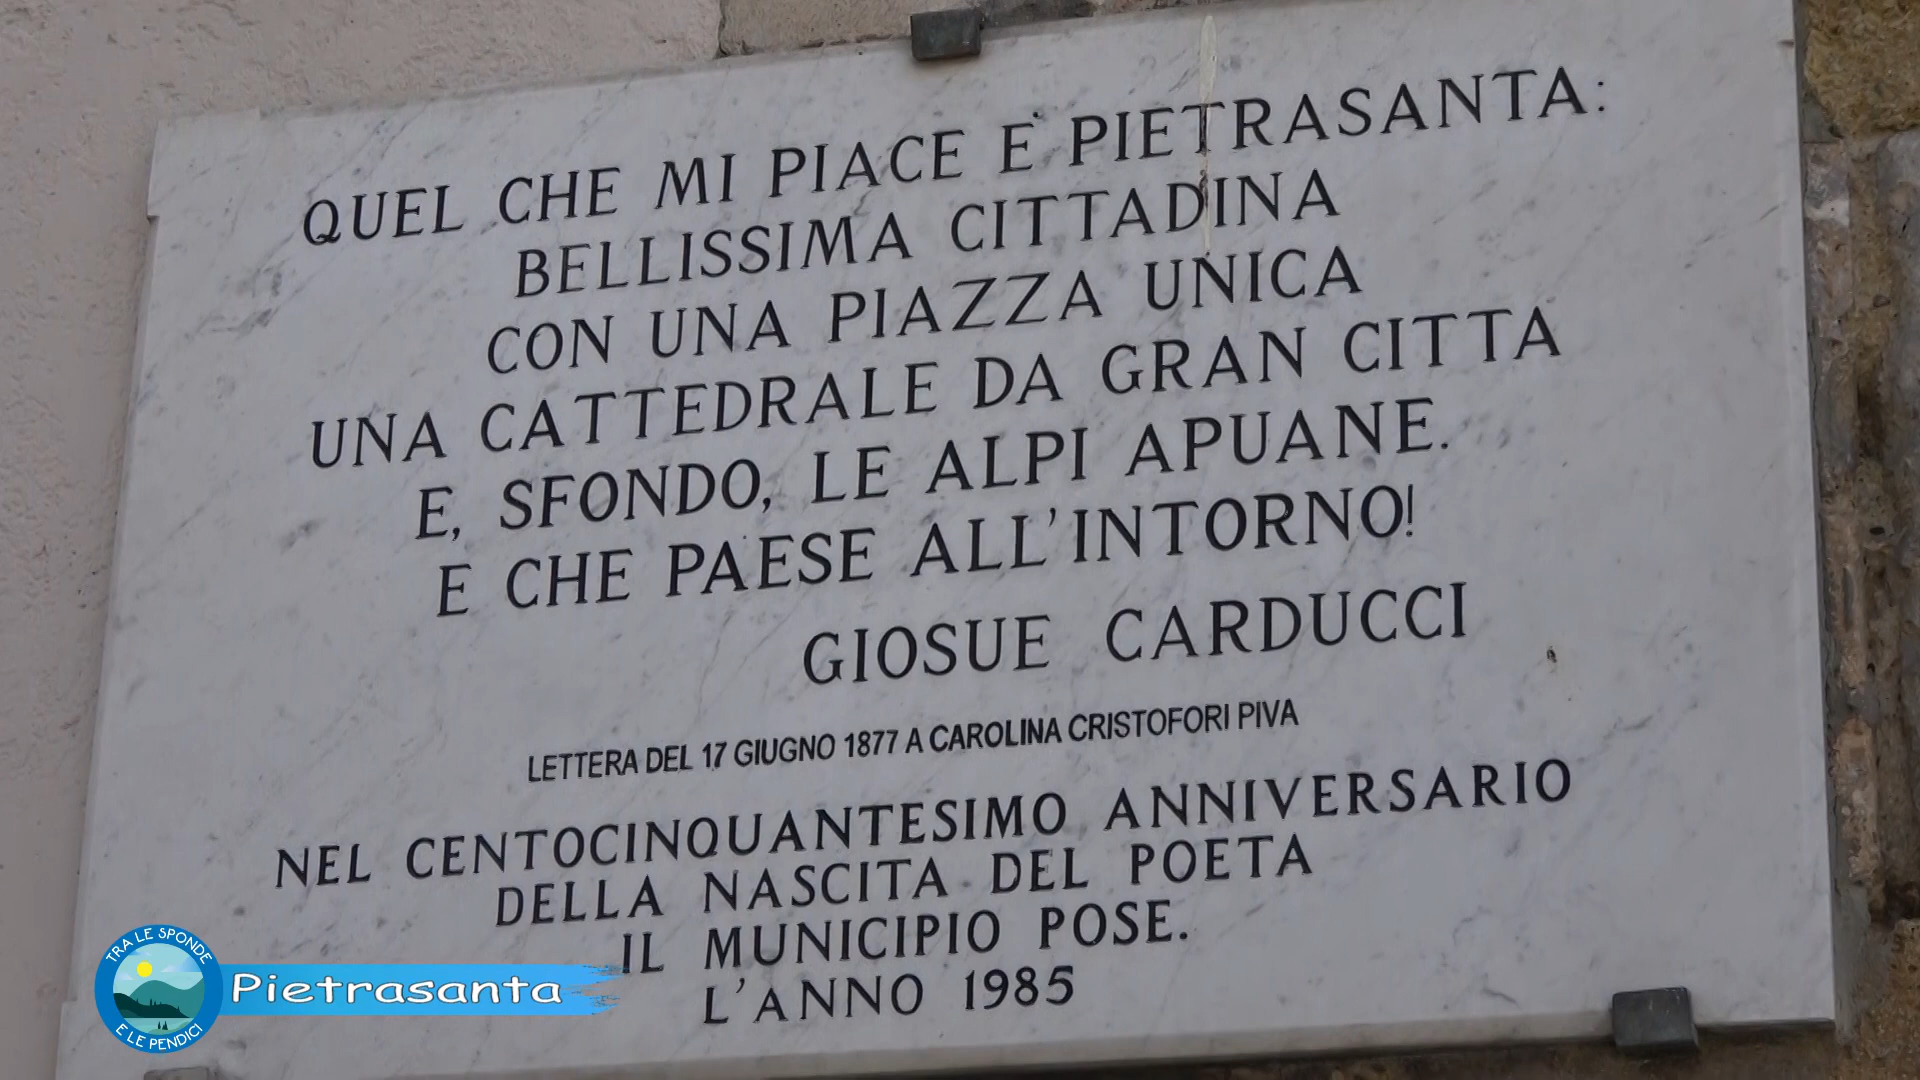 QUEL CHE MI PIACE E' PIETRASANTA:
BELLISSIMA CITTADINA
CON UNA PIAZZA UNICA
UNA CATTEDRALE DA GRAN CITTA
E, SFONDO, LE ALPI APUANE.
E CHE PAESE ALL'INTORNO!
GIOSUE CARDUCCI
LETTERA DEL 17 GIUGNO 1877 A CAROLINA CRISTOFORI PIVA
NEL CENTOCINQUANTESIMO ANNIVERSARIO
DELLA NASCITA DEL POETA
IL MUNICIPIO POSE.
L'ANNO 1985
TRA LE SPONDE
E LE PENDICI
Pietrasanta